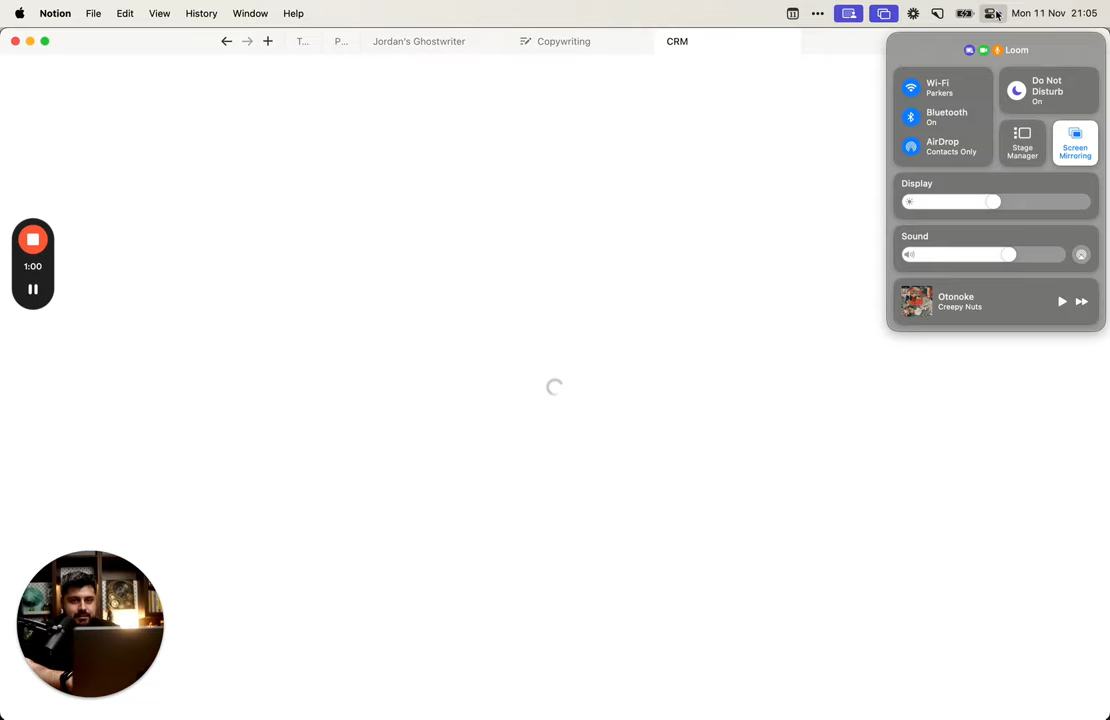 Notion File Edit View History Window Help 11 Mon 11 Nov 21:05
T... P... Jordan's Ghostwriter Copywriting CRM
Loom
Wi-Fi
Parkers
Bluetooth
On
AirDrop
Contacts Only
Do Not
Disturb
On
Stage
Manager
Screen
Mirroring
Display
Sound
Otonoke
Creepy Nuts
1:00